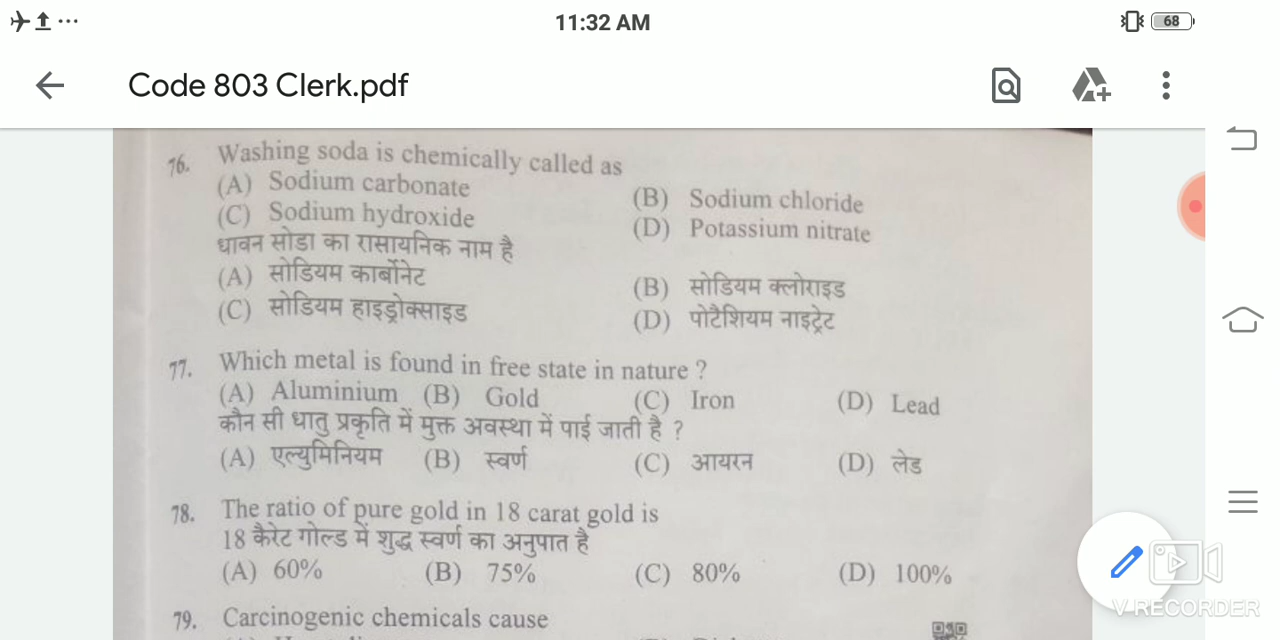 11:32 AM
68
Code 803 Clerk.pdf
76. Washing soda is chemically called as
(A) Sodium carbonate (B) Sodium chloride
(C) Sodium hydroxide (D) Potassium nitrate
धावन सोडा का रासायनिक नाम है
(A) सोडियम कार्बोनेट (B) सोडियम क्लोराइड
(C) सोडियम हाइड्रोक्साइड (D) पोटैशियम नाइट्रेट
77. Which metal is found in free state in nature ?
(A) Aluminium (B) Gold (C) Iron (D) Lead
कौन सी धातु प्रकृति में मुक्त अवस्था में पाई जाती है ?
(A) एल्युमिनियम (B) स्वर्ण (C) आयरन (D) लेड
78. The ratio of pure gold in 18 carat gold is
18 कैरेट गोल्ड में शुद्ध स्वर्ण का अनुपात है
(A) 60% (B) 75% (C) 80% (D) 100%
79. Carcinogenic chemicals cause
V RECORDER